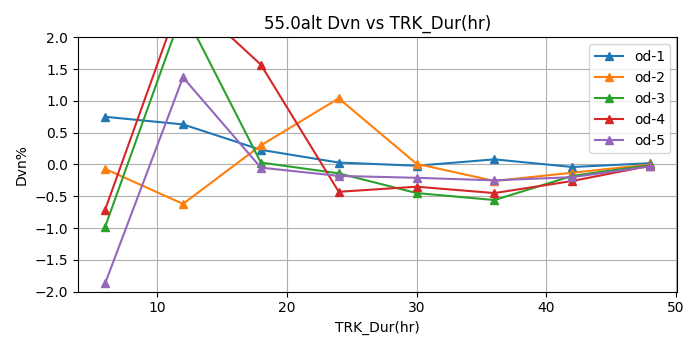 55.0alt Dvn vs TRK_Dur(hr)
2.0
1.5
1.0
0.5
0.0
−0.5
−1.0
−1.5
−2.0
Dvn%
od-1
od-2
od-3
od-4
od-5
10 20 30 40 50
TRK_Dur(hr)